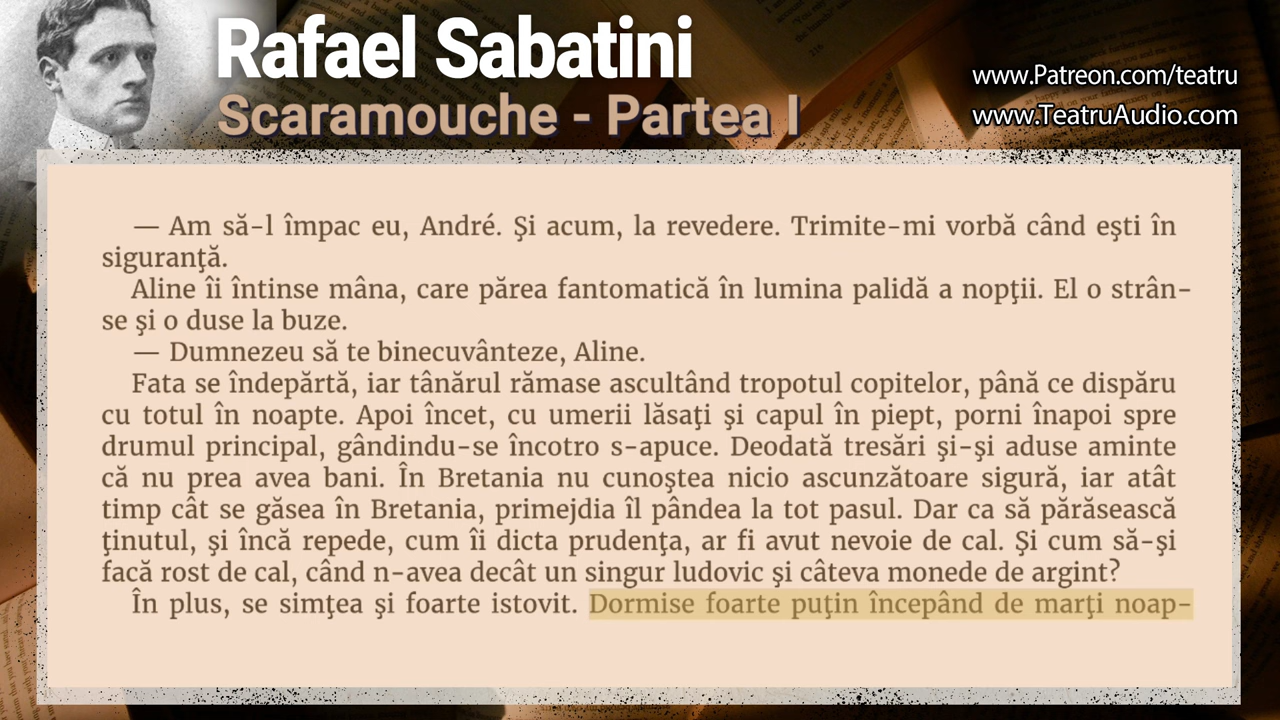 Rafael Sabatini
Scaramouche - Partea I
www.Patreon.com/teatru
www.TeatruAudio.com
— Am să-l împac eu, André. Şi acum, la revedere. Trimite-mi vorbă când eşti în
siguranţă.
Aline îi întinse mâna, care părea fantomatică în lumina palidă a nopţii. El o strân-
se şi o duse la buze.
— Dumnezeu să te binecuvânteze, Aline.
Fata se îndepărtă, iar tânărul rămase ascultând tropotul copitelor, până ce dispăru
cu totul în noapte. Apoi încet, cu umerii lăsaţi şi capul în piept, porni înapoi spre
drumul principal, gândindu-se încotro s-apuce. Deodată tresări şi-şi aduse aminte
că nu prea avea bani. În Bretania nu cunoştea nicio ascunzătoare sigură, iar atât
timp cât se găsea în Bretania, primejdia îl pândea la tot pasul. Dar ca să părăsească
ţinutul, şi încă repede, cum îi dicta prudenţa, ar fi avut nevoie de cal. Şi cum să-şi
facă rost de cal, când n-avea decât un singur ludovic şi câteva monede de argint?
În plus, se simţea şi foarte istovit. Dormise foarte puţin începând de marţi noap-